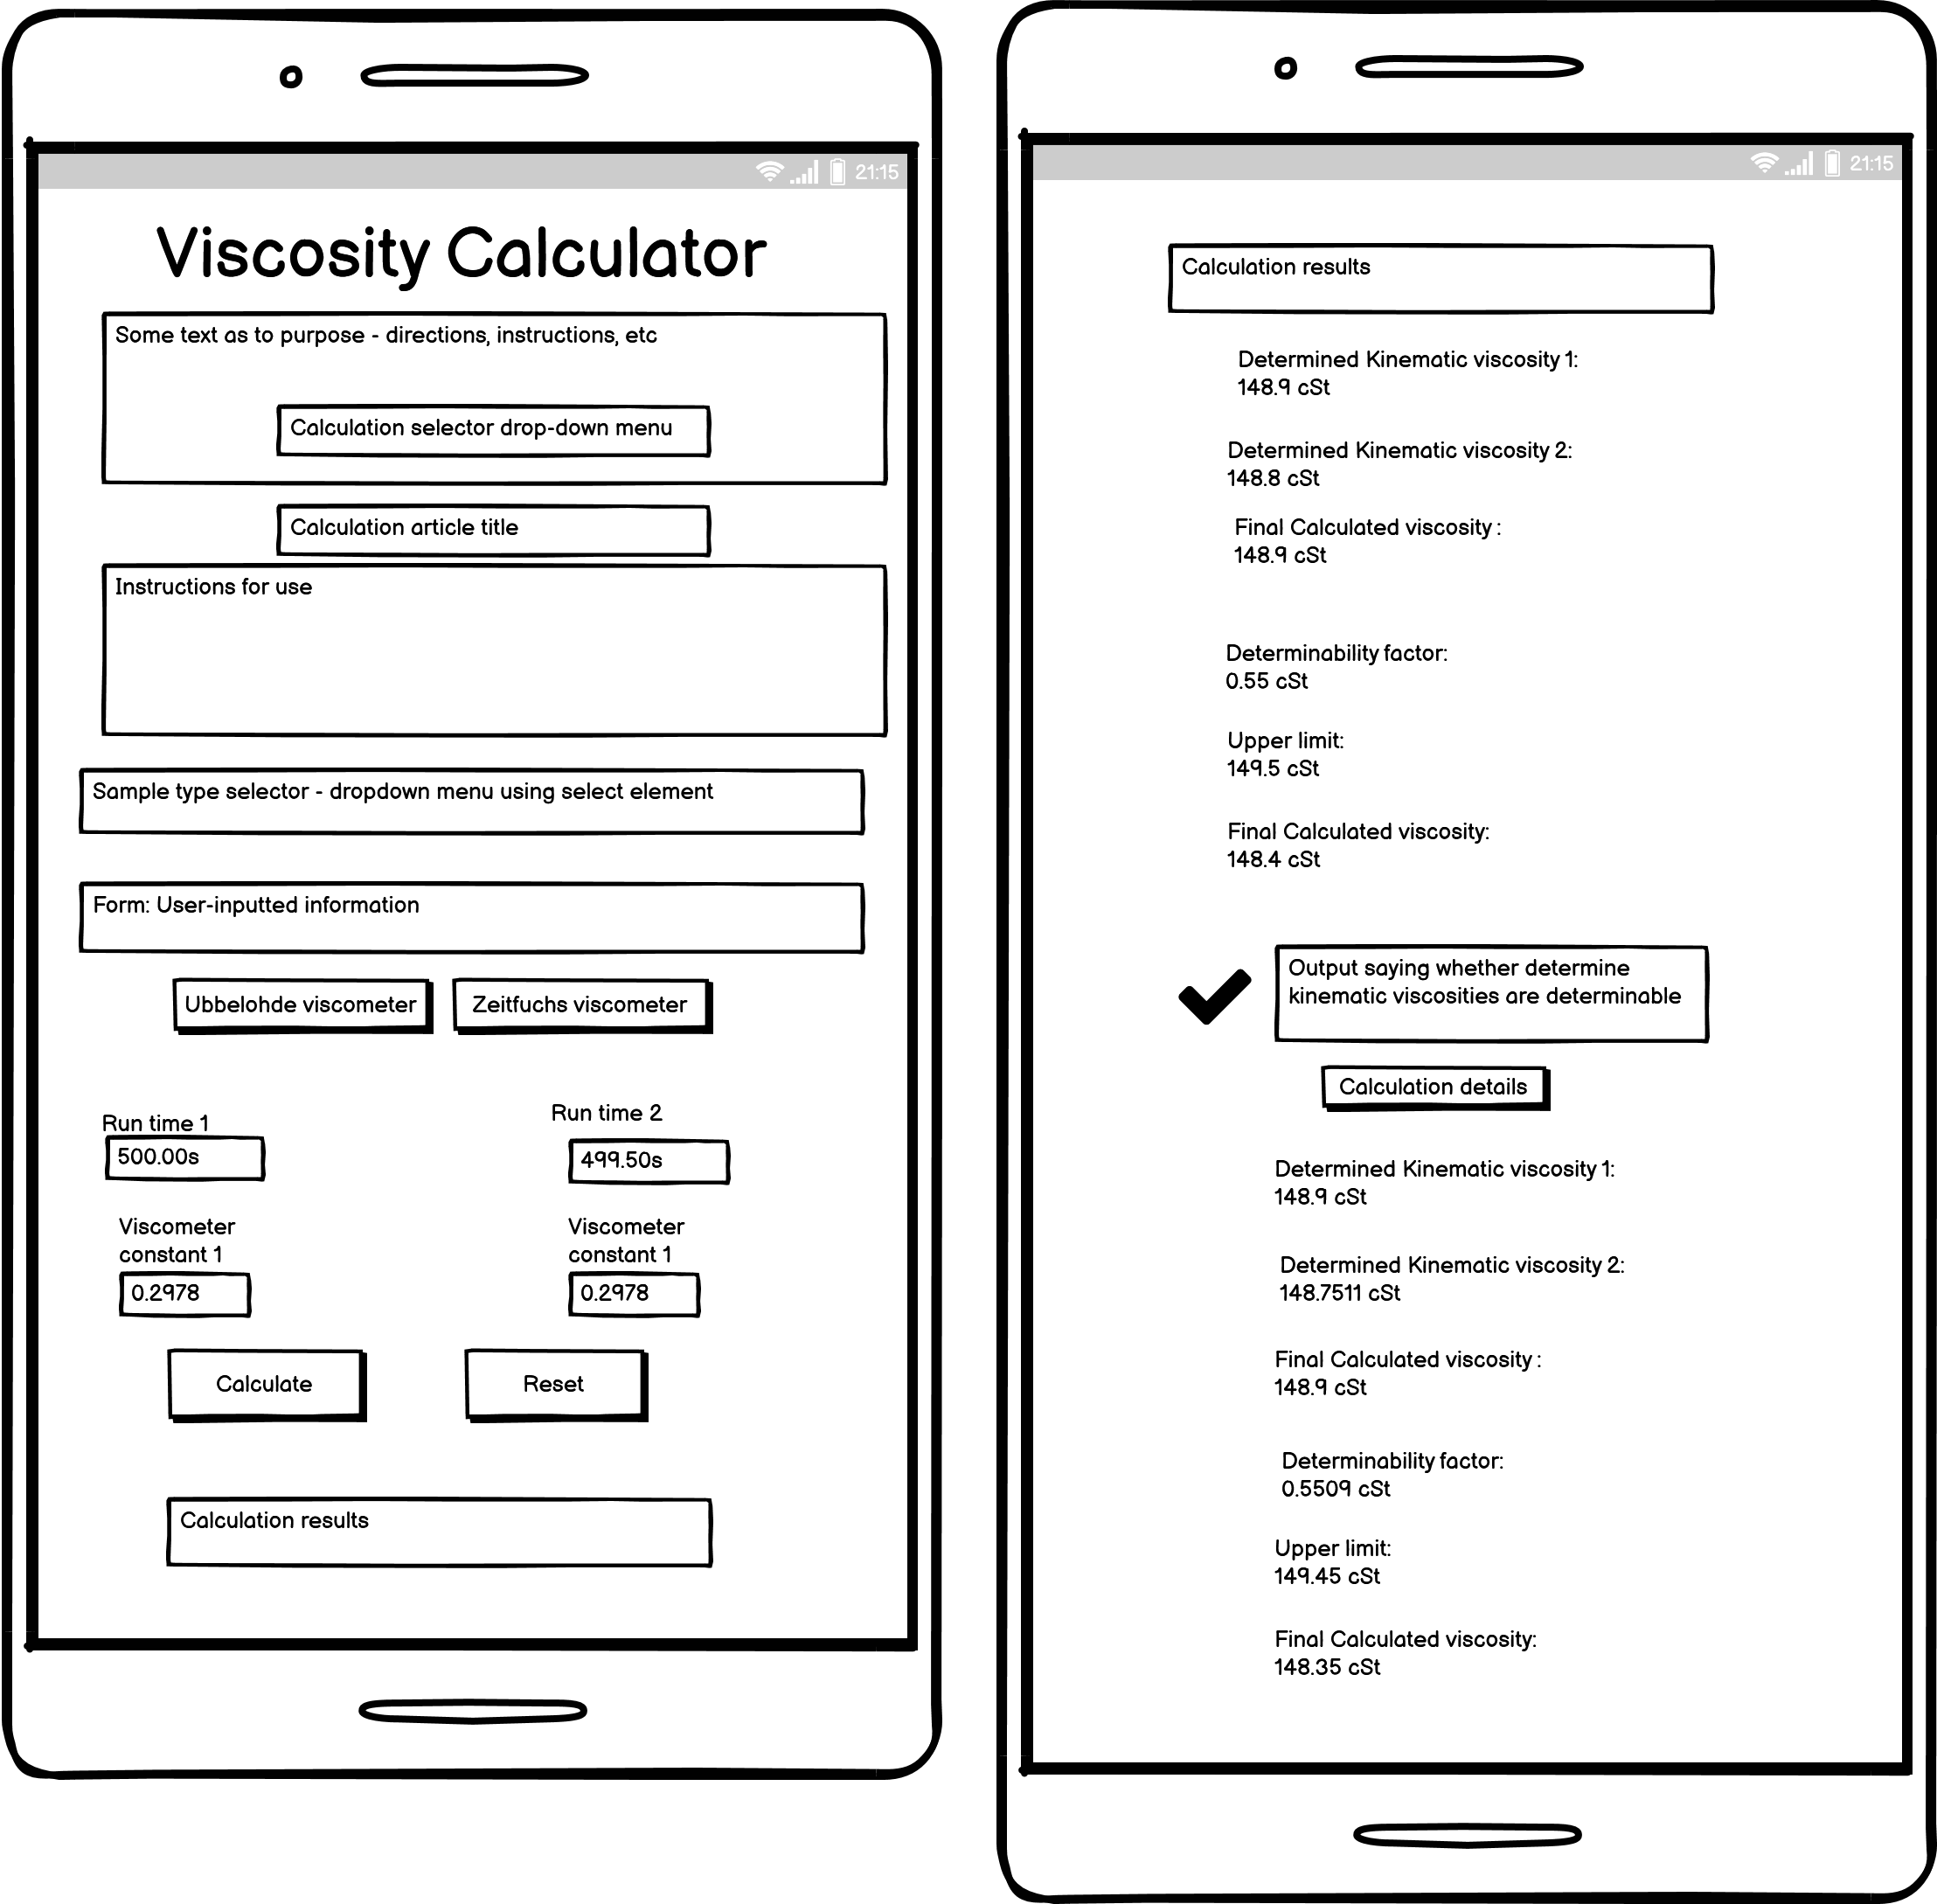 21:15
Viscosity Calculator
Some text as to purpose - directions, instructions, etc
Calculation selector drop-down menu
Calculation article title
Instructions for use
Sample type selector - dropdown menu using select element
Form: User-inputted information
Ubbelohde viscometer
Zeitfuchs viscometer
Run time 1
Run time 2
500.00s
499.50s
Viscometer
constant 1
Viscometer
constant 1
0.2978
0.2978
Calculate
Reset
Calculation results
21:15
Calculation results
Determined Kinematic viscosity 1:
148.9 cSt
Determined Kinematic viscosity 2:
148.8 cSt
Final Calculated viscosity :
148.9 cSt
Determinability factor:
0.55 cSt
Upper limit:
149.5 cSt
Final Calculated viscosity:
148.4 cSt
Output saying whether determine
kinematic viscosities are determinable
Calculation details
Determined Kinematic viscosity 1:
148.9 cSt
Determined Kinematic viscosity 2:
148.7511 cSt
Final Calculated viscosity :
148.9 cSt
Determinability factor:
0.5509 cSt
Upper limit:
149.45 cSt
Final Calculated viscosity:
148.35 cSt